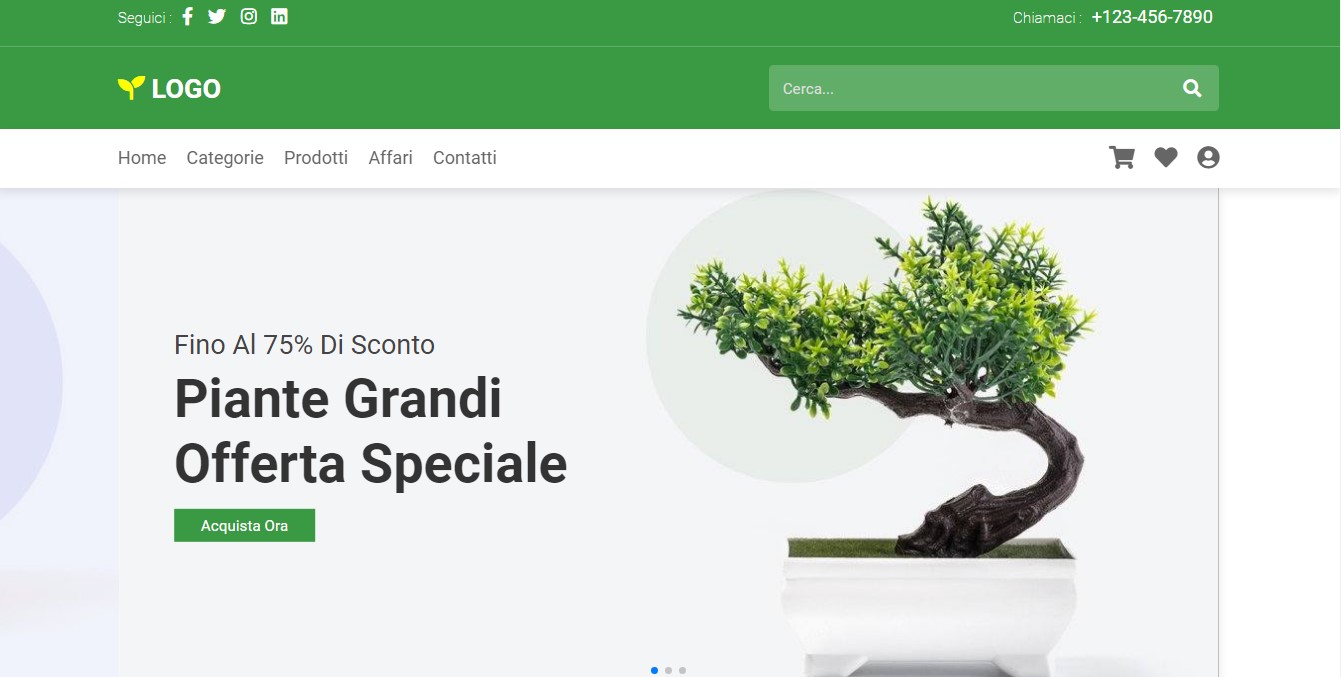 Seguici :
Chiamaci : +123-456-7890
LOGO
Cerca...
Home Categorie Prodotti Affari Contatti
Fino Al 75% Di Sconto
Piante Grandi
Offerta Speciale
Acquista Ora